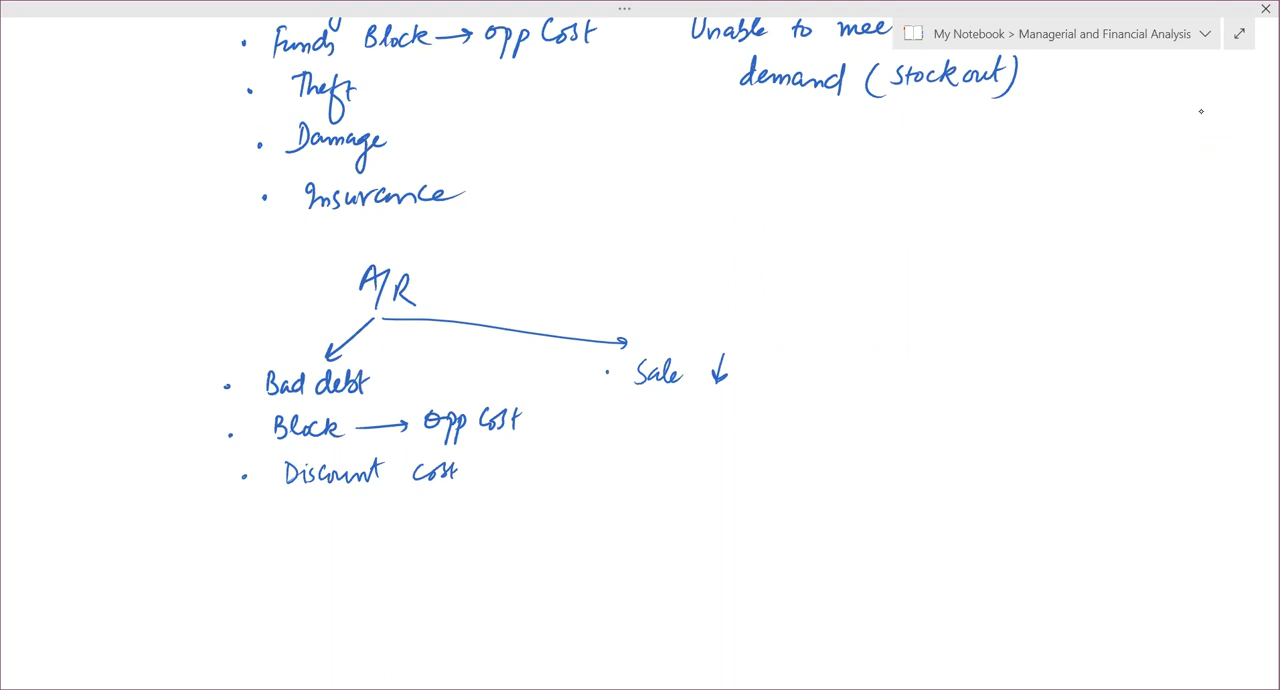 My Notebook > Managerial and Financial Analysis
• Funds Block → Opp Cost
Unable to mee
demand (Stock out)
• Theft
• Damage
• Insurance
A/R
• Bad debt
• Sale ↓
• Block → Opp Cost
• Discount Cost